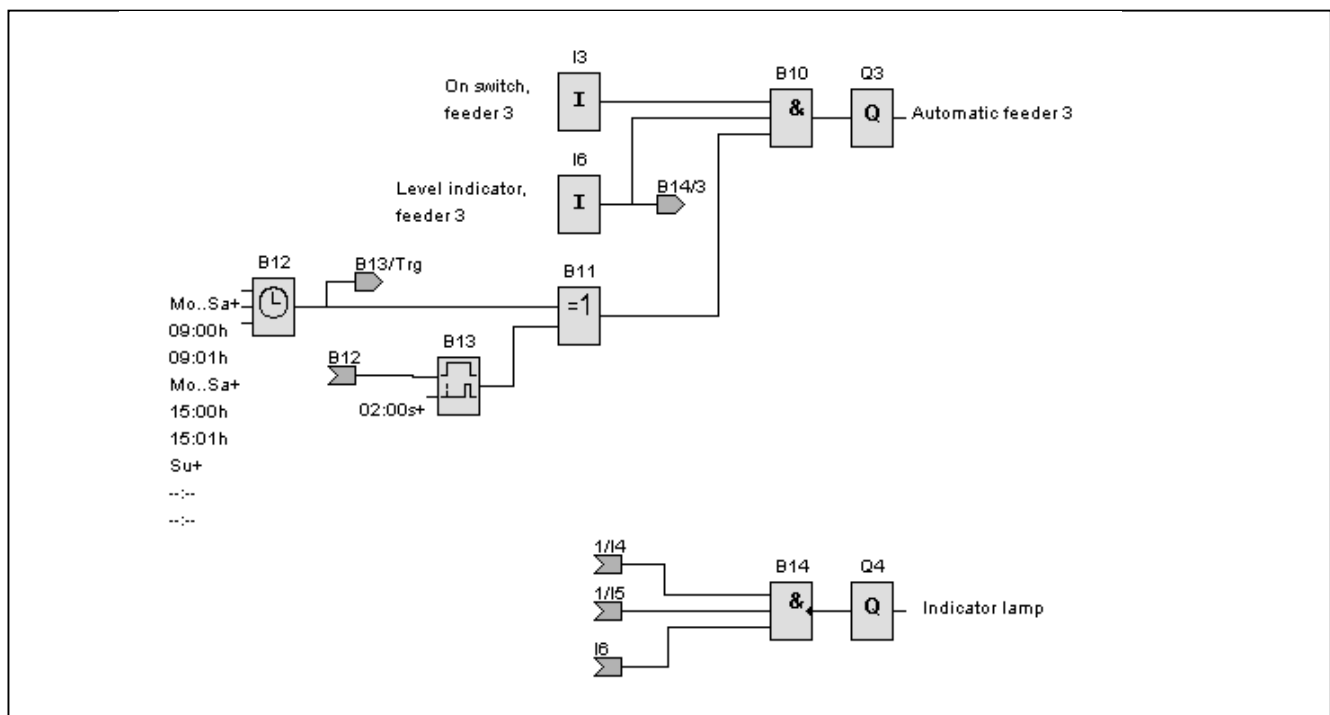 I3
On switch,
feeder 3
I
B10
&
Q3
Q
Automatic feeder 3
I6
Level indicator,
feeder 3
I
B14/3
B12
B13/Trg
B11
=1
Mo..Sa+
09:00h
09:01h
Mo..Sa+
15:00h
15:01h
Su+
--:--
--:--
B12
B13
02:00s+
1/I4
1/I5
I6
B14
&
Q4
Q
Indicator lamp